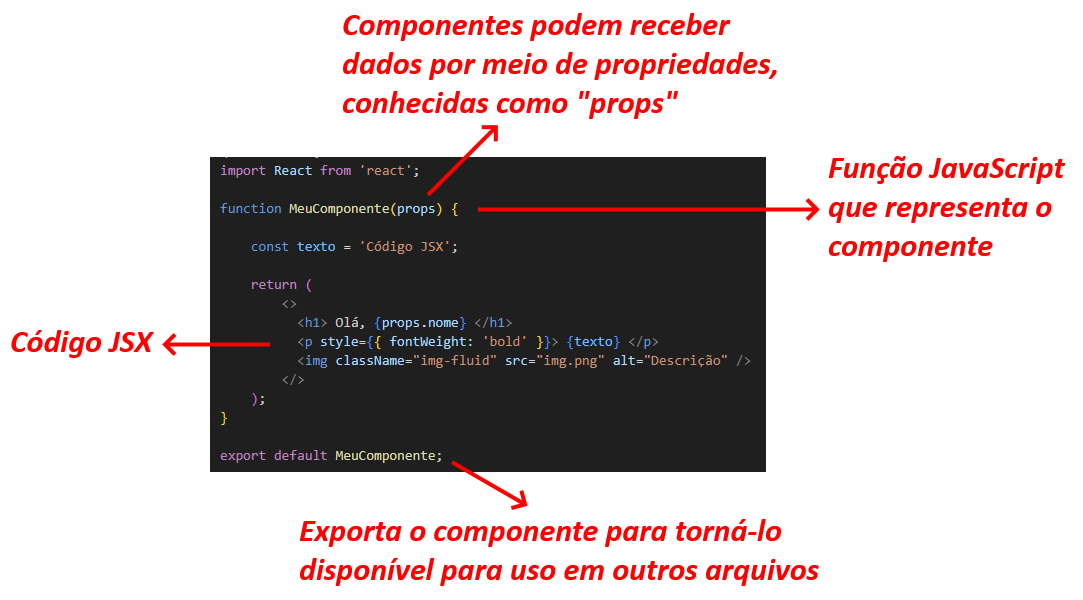 Componentes podem receber
dados por meio de propriedades,
conhecidas como "props"
import React from 'react';
function MeuComponente(props) {
const texto = 'Código JSX';
return (
<>
<h1> Olá, {props.nome} </h1>
<p style={{ fontWeight: 'bold' }}> {texto} </p>
<img className="img-fluid" src="img.png" alt="Descrição" />
</>
);
}
export default MeuComponente;
Função JavaScript
que representa o
componente
Código JSX
Exporta o componente para torná-lo
disponível para uso em outros arquivos